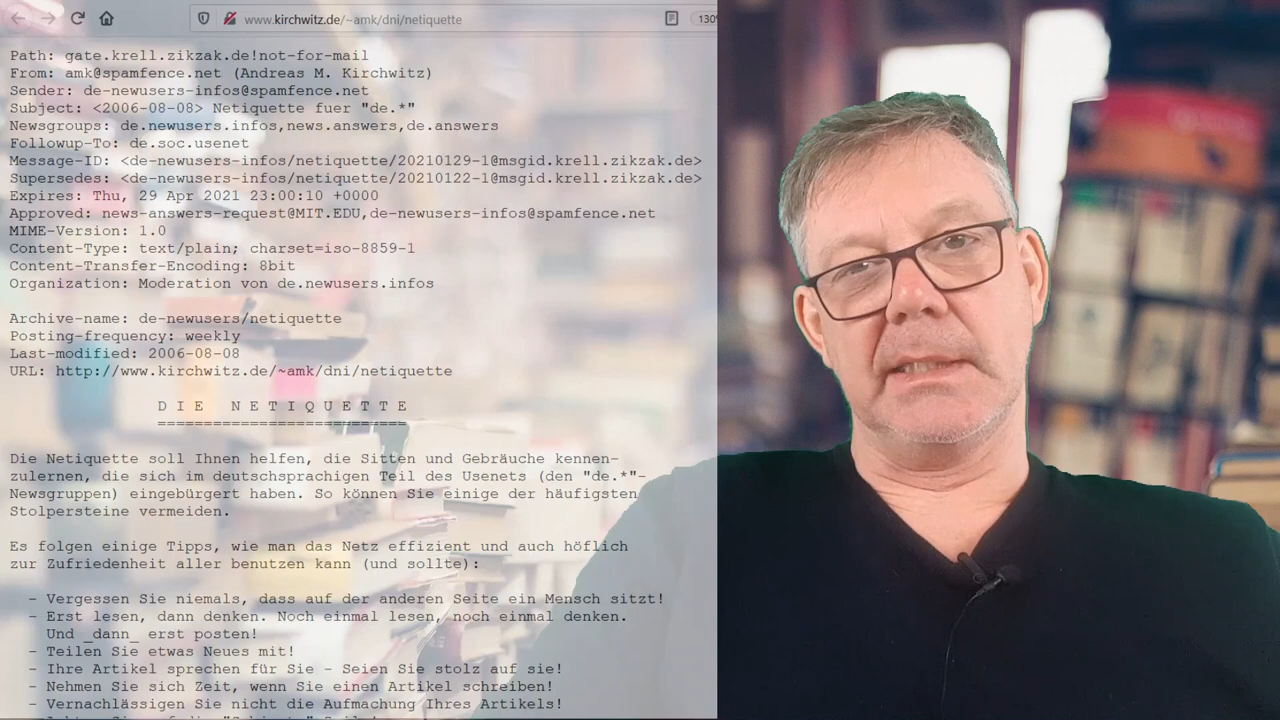 www.kirchwitz.de/~amk/dni/netiquette
130%
Path: gate.krell.zikzak.de!not-for-mail
From: amk@spamfence.net (Andreas M. Kirchwitz)
Sender: de-newusers-infos@spamfence.net
Subject: <2006-08-08> Netiquette fuer "de.*"
Newsgroups: de.newusers.infos,news.answers,de.answers
Followup-To: de.soc.usenet
Message-ID: <de-newusers-infos/netiquette/20210129-1@msgid.krell.zikzak.de>
Supersedes: <de-newusers-infos/netiquette/20210122-1@msgid.krell.zikzak.de>
Expires: Thu, 29 Apr 2021 23:00:10 +0000
Approved: news-answers-request@MIT.EDU,de-newusers-infos@spamfence.net
MIME-Version: 1.0
Content-Type: text/plain; charset=iso-8859-1
Content-Transfer-Encoding: 8bit
Organization: Moderation von de.newusers.infos
Archive-name: de-newusers/netiquette
Posting-frequency: weekly
Last-modified: 2006-08-08
URL: http://www.kirchwitz.de/~amk/dni/netiquette
D I E   N E T I Q U E T T E
===========================
Die Netiquette soll Ihnen helfen, die Sitten und Gebräuche kennen-
zulernen, die sich im deutschsprachigen Teil des Usenets (den "de.*"-
Newsgruppen) eingebürgert haben. So können Sie einige der häufigsten
Stolpersteine vermeiden.
Es folgen einige Tipps, wie man das Netz effizient und auch höflich
zur Zufriedenheit aller benutzen kann (und sollte):
- Vergessen Sie niemals, dass auf der anderen Seite ein Mensch sitzt!
- Erst lesen, dann denken. Noch einmal lesen, noch einmal denken.
Und _dann_ erst posten!
- Teilen Sie etwas Neues mit!
- Ihre Artikel sprechen für Sie - Seien Sie stolz auf sie!
- Nehmen Sie sich Zeit, wenn Sie einen Artikel schreiben!
- Vernachlässigen Sie nicht die Aufmachung Ihres Artikels!